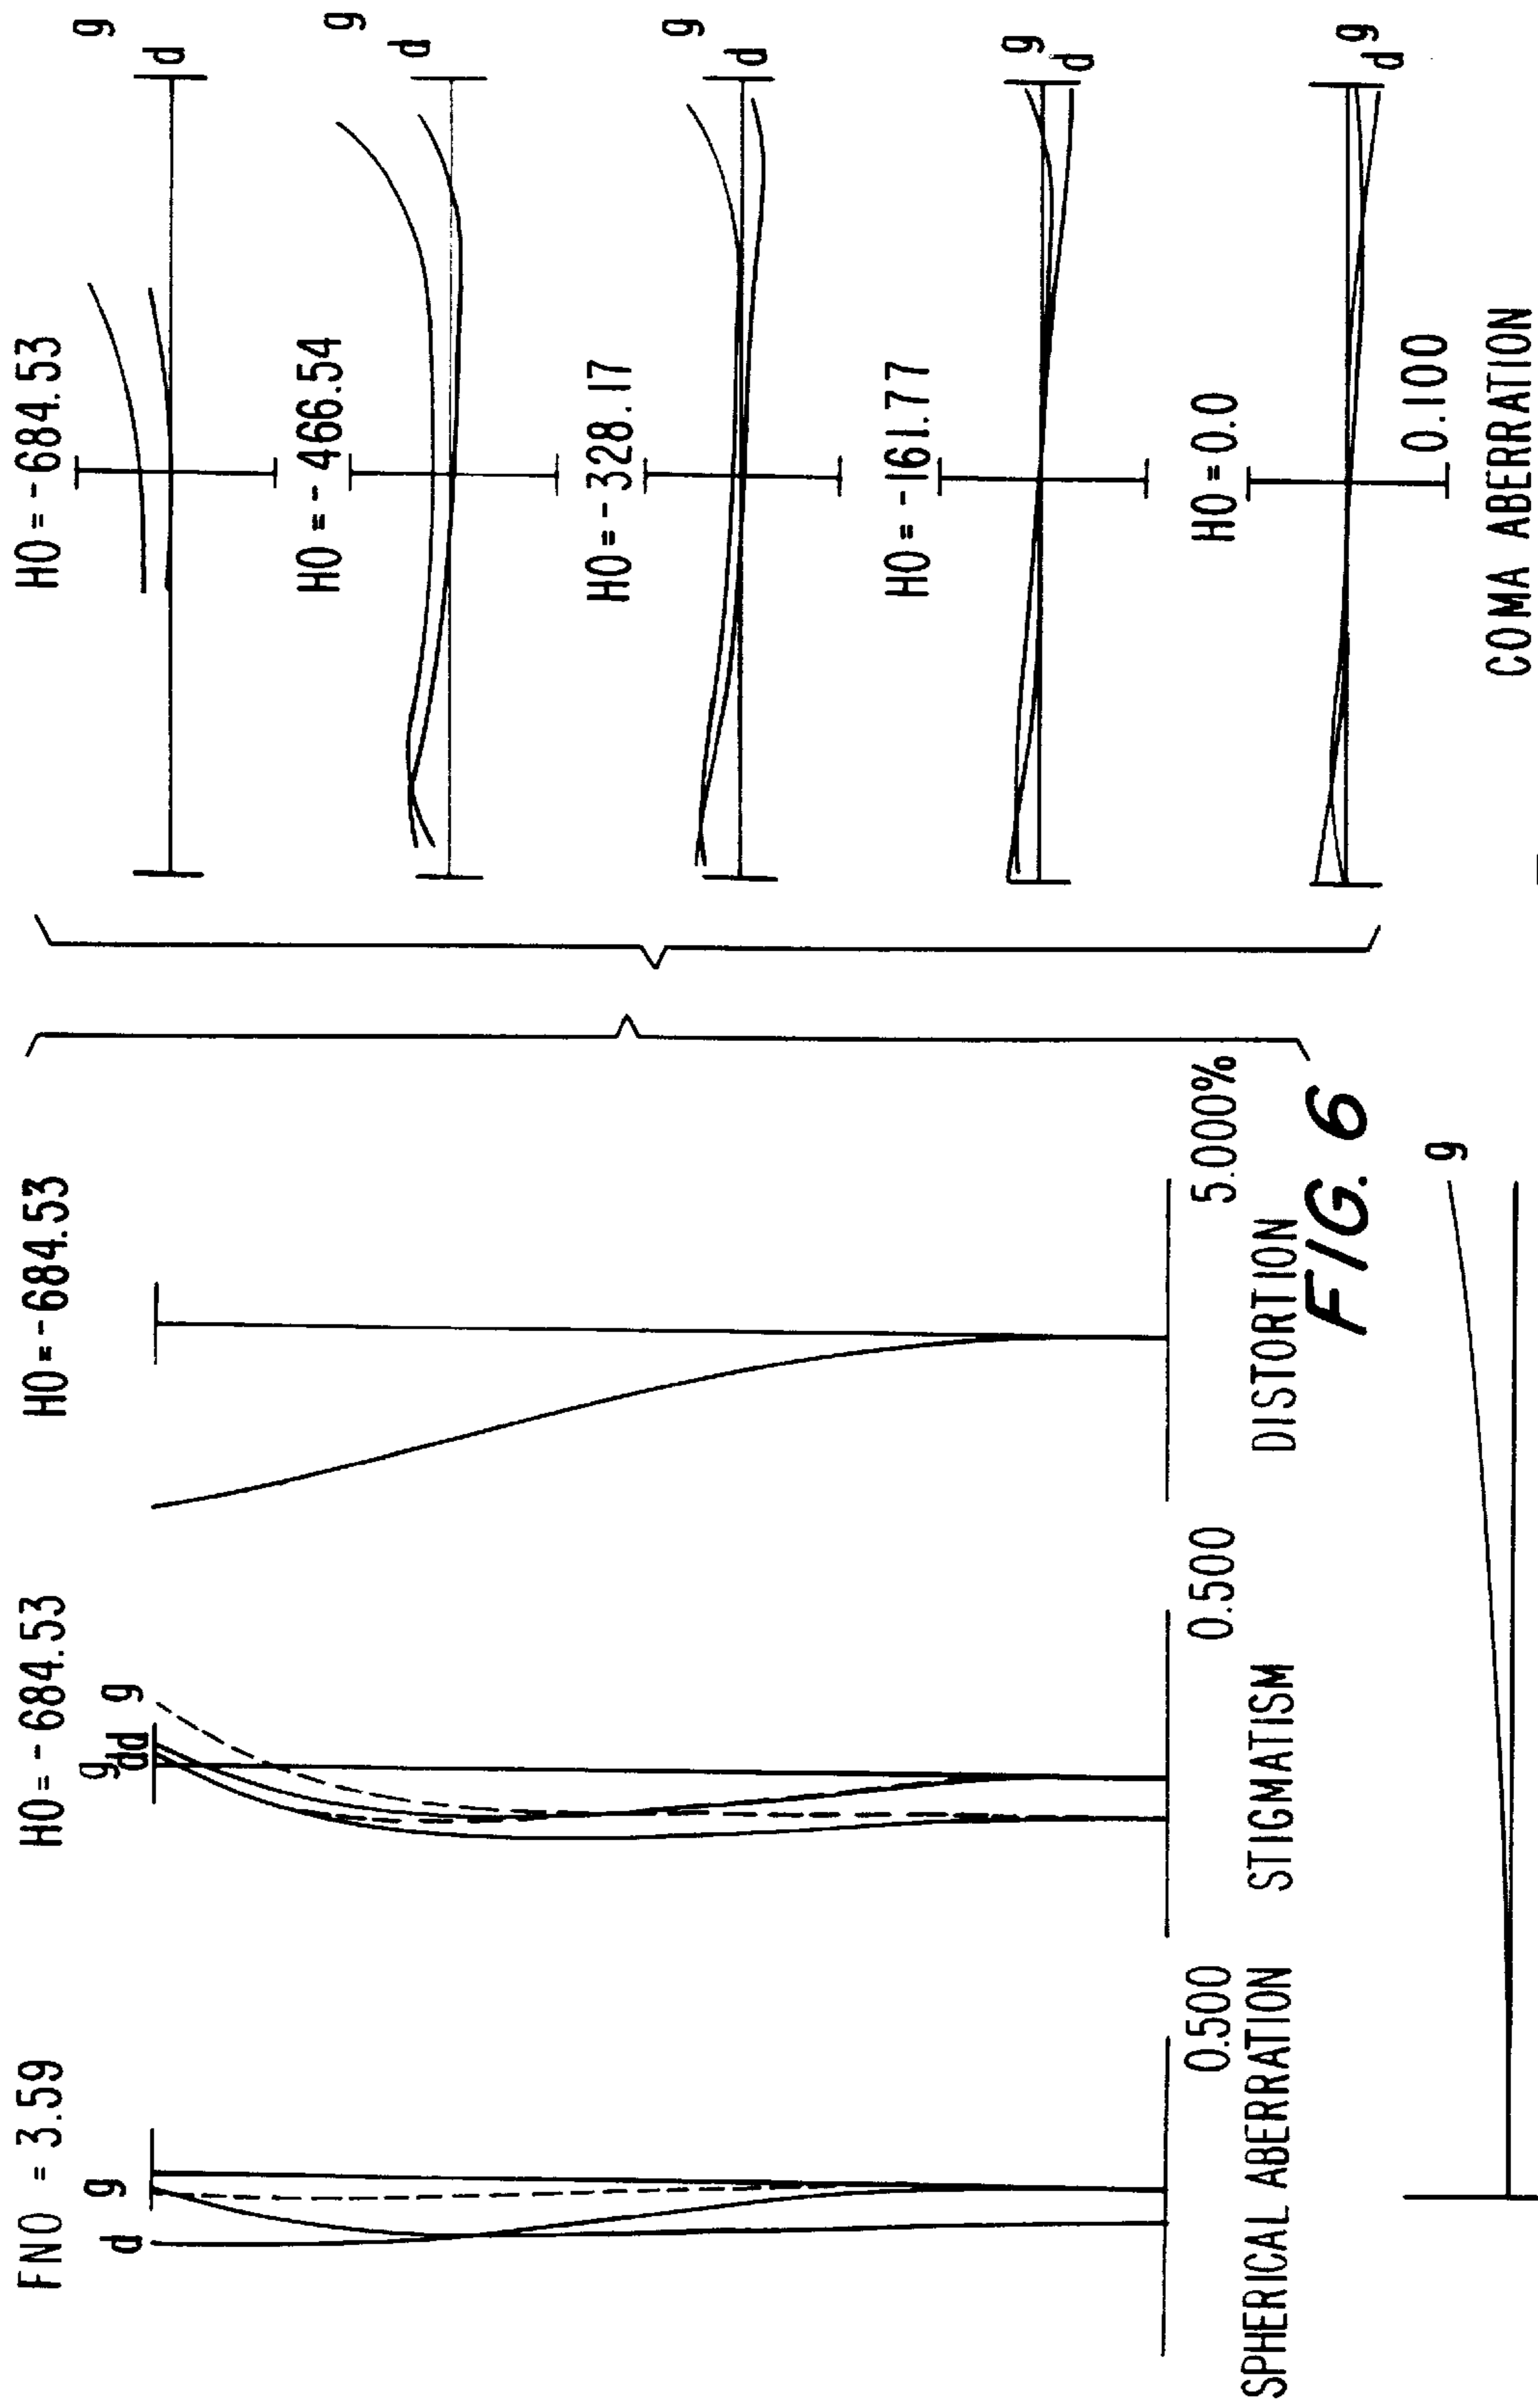 FNO = 3.59
g
d
0.500
SPHERICAL ABERRATION
HO=-684.53
g
g
dd
0.500
STIGMATISM
HO=-684.53
5.000%
DISTORTION
FIG. 6
g
HO=-684.53
g
d
HO=-466.54
g
d
HO=-328.17
g
d
HO=-161.77
g
d
HO=0.0
g
d
0.100
COMA ABERRATION